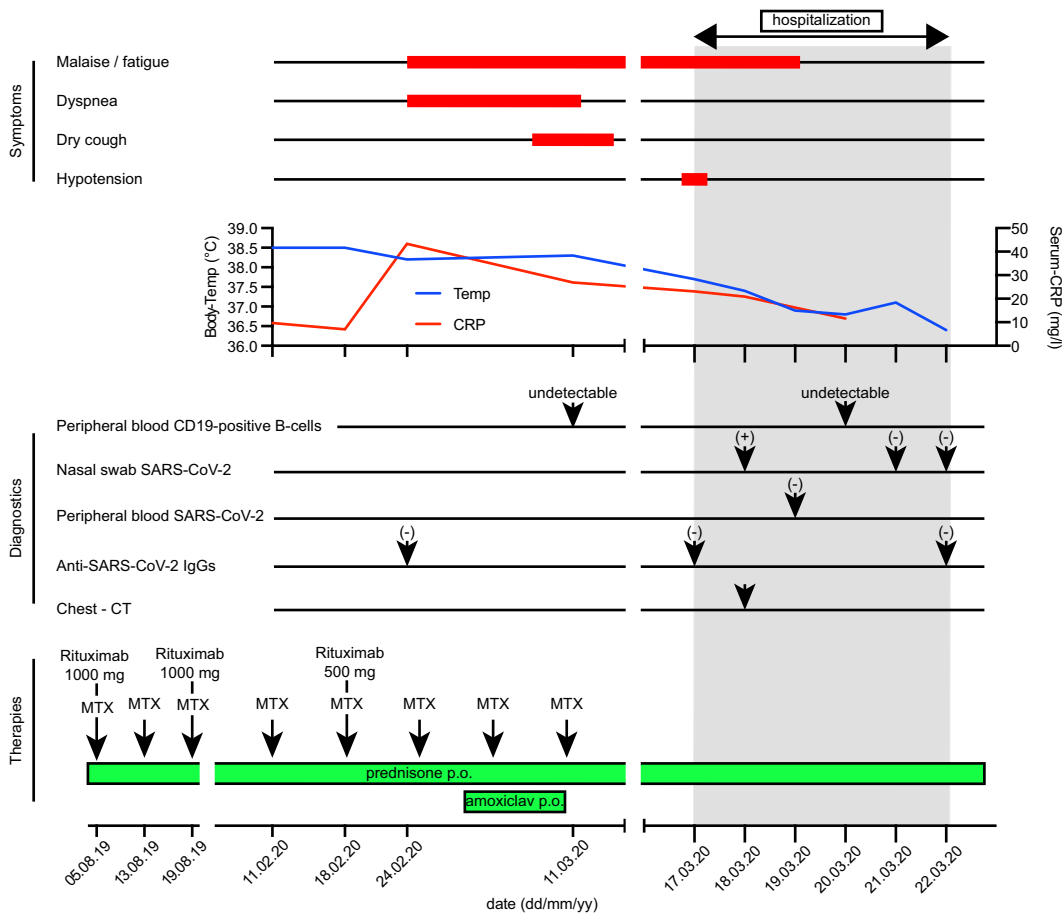 hospitalization
Symptoms
Malaise / fatigue
Dyspnea
Dry cough
Hypotension
Body-Temp (°C)
39.0
38.5
38.0
37.5
37.0
36.5
36.0
Temp
CRP
50
40
30
20
10
0
Serum-CRP (mg/l)
Diagnostics
undetectable
undetectable
Peripheral blood CD19-positive B-cells
(+)
(-)
(-)
Nasal swab SARS-CoV-2
(-)
Peripheral blood SARS-CoV-2
(-)
(-)
(-)
Anti-SARS-CoV-2 IgGs
Chest - CT
Therapies
Rituximab
1000 mg
Rituximab
1000 mg
Rituximab
500 mg
MTX
MTX
MTX
MTX
MTX
MTX
MTX
MTX
prednisone p.o.
amoxiclav p.o.
05.08.19
13.08.19
19.08.19
11.02.20
18.02.20
24.02.20
11.03.20
17.03.20
18.03.20
19.03.20
20.03.20
21.03.20
22.03.20
date (dd/mm/yy)